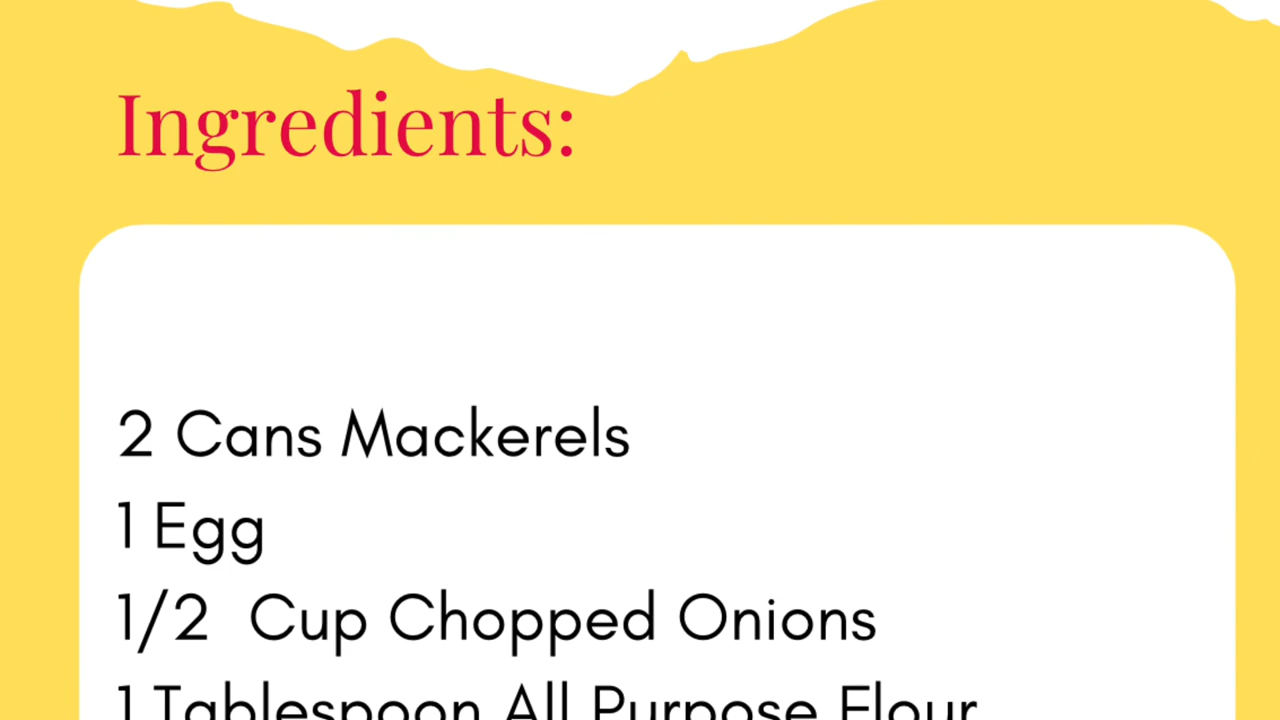 Ingredients:
2 Cans Mackerels
1 Egg
1/2  Cup Chopped Onions
1 Tablespoon All Purpose Flour